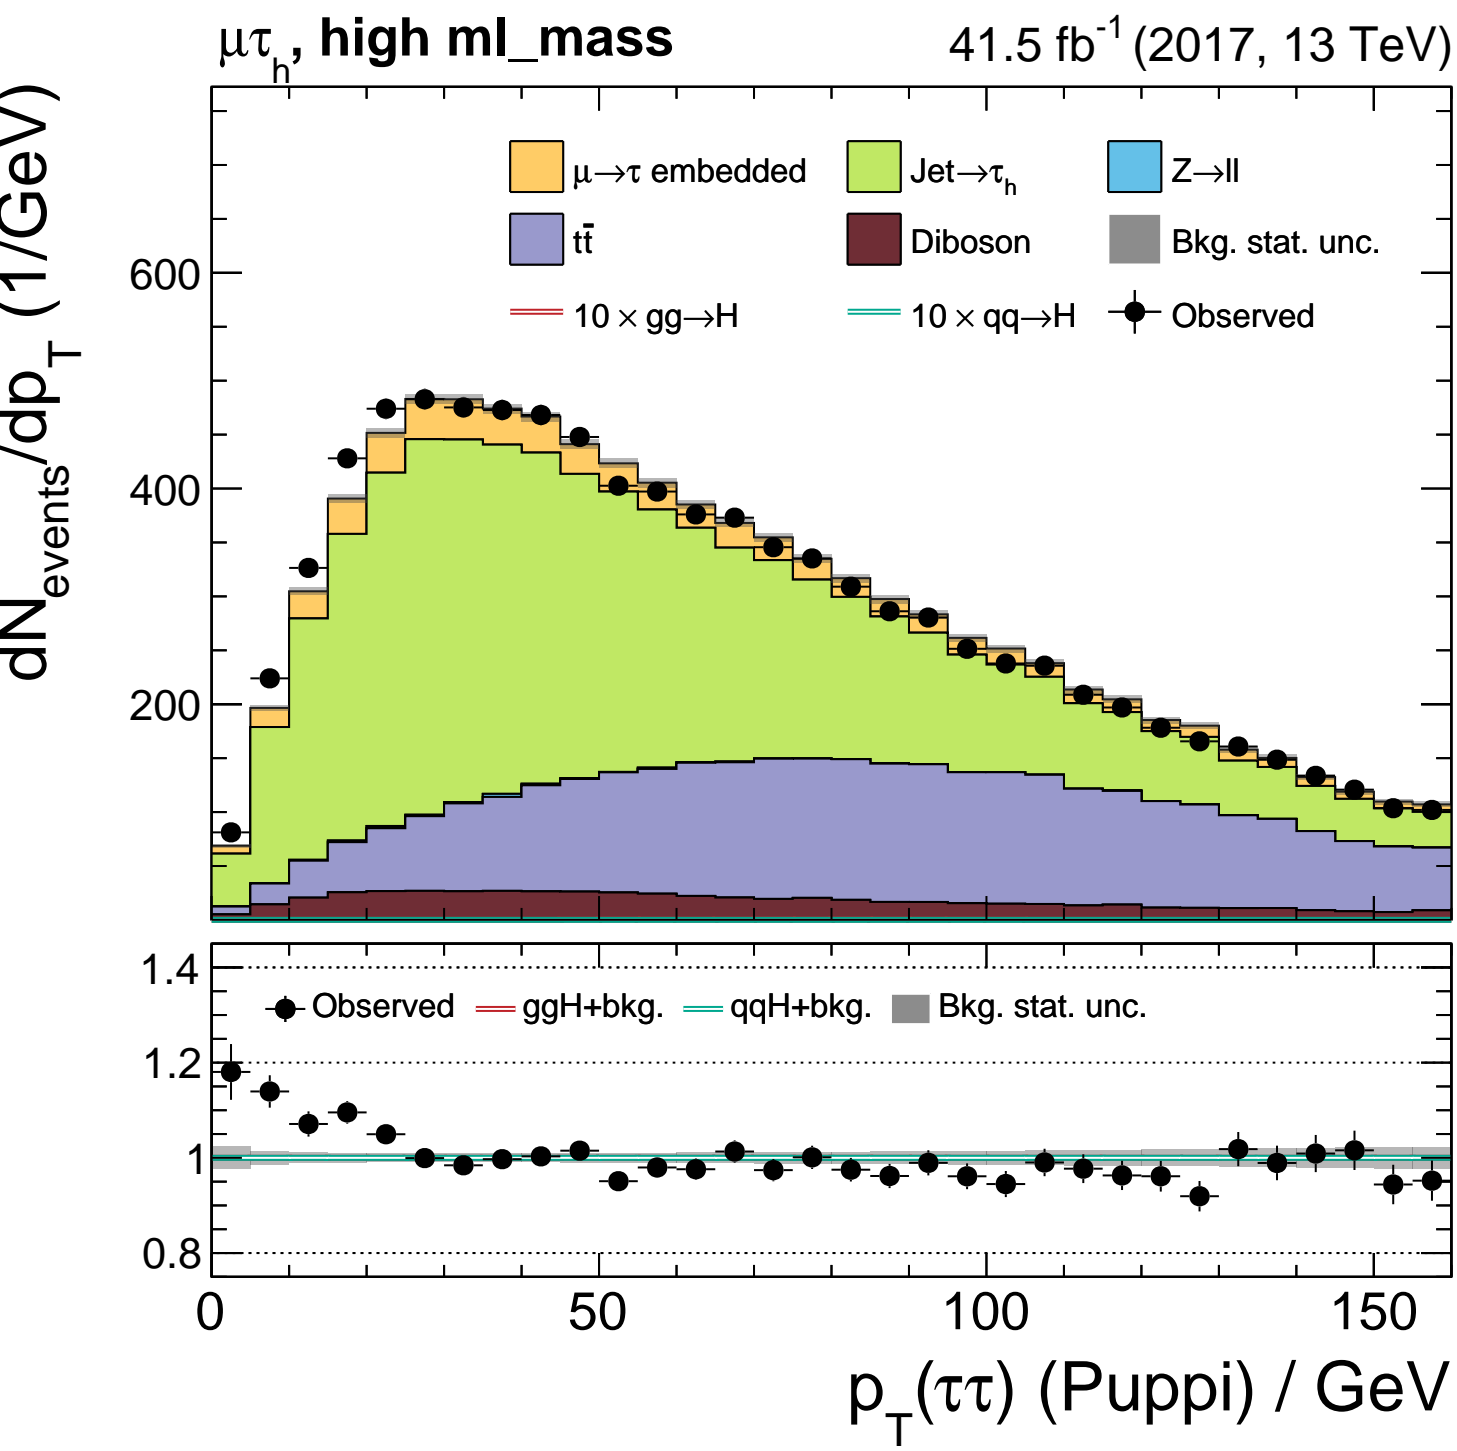 μτh, high ml_mass
41.5 fb-1 (2017, 13 TeV)
dNevents/dpT (1/GeV)
μ→τ embedded
Jet→τh
Z→ll
tt̄
Diboson
Bkg. stat. unc.
10 × gg→H
10 × qq→H
Observed
600
400
200
1.4
Observed
ggH+bkg.
qqH+bkg.
Bkg. stat. unc.
1.2
1
0.8
0
50
100
150
pT(ττ) (Puppi) / GeV